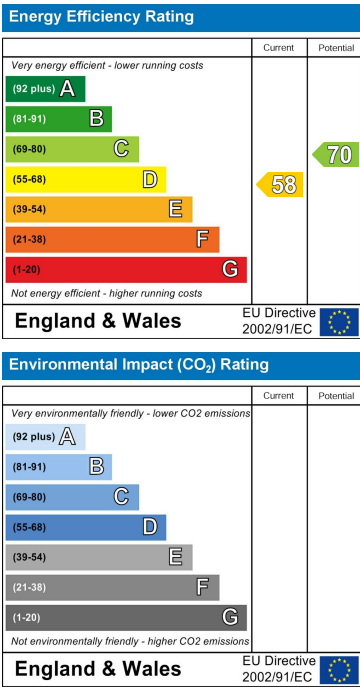 Energy Efficiency Rating
Current Potential
Very energy efficient - lower running costs
(92 plus) A
(81-91) B
(69-80) C
(55-68) D
(39-54) E
(21-38) F
(1-20) G
58
70
Not energy efficient - higher running costs
England & Wales
EU Directive
2002/91/EC
Environmental Impact (CO₂) Rating
Current Potential
Very environmentally friendly - lower CO2 emissions
(92 plus) A
(81-91) B
(69-80) C
(55-68) D
(39-54) E
(21-38) F
(1-20) G
Not environmentally friendly - higher CO2 emissions
England & Wales
EU Directive
2002/91/EC